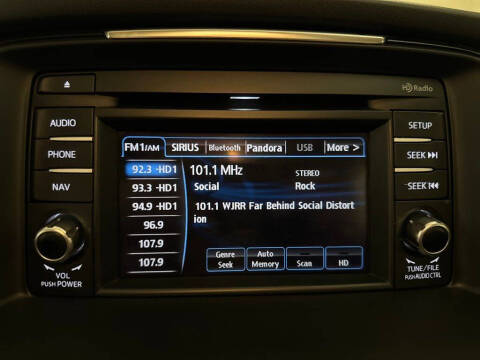 HD Radio
AUDIO
PHONE
NAV
VOL
PUSH POWER
FM1/AM SIRIUS Bluetooth Pandora USB More >
92.3 -HD1
93.3 -HD1
94.9 -HD1
96.9
107.9
107.9
101.1 MHz STEREO
Social Rock
101.1 WJRR Far Behind Social Distort
ion
Genre
Seek
Auto
Memory
Scan
HD
SETUP
SEEK
SEEK
TUNE/FILE
PUSH AUDIO CTRL